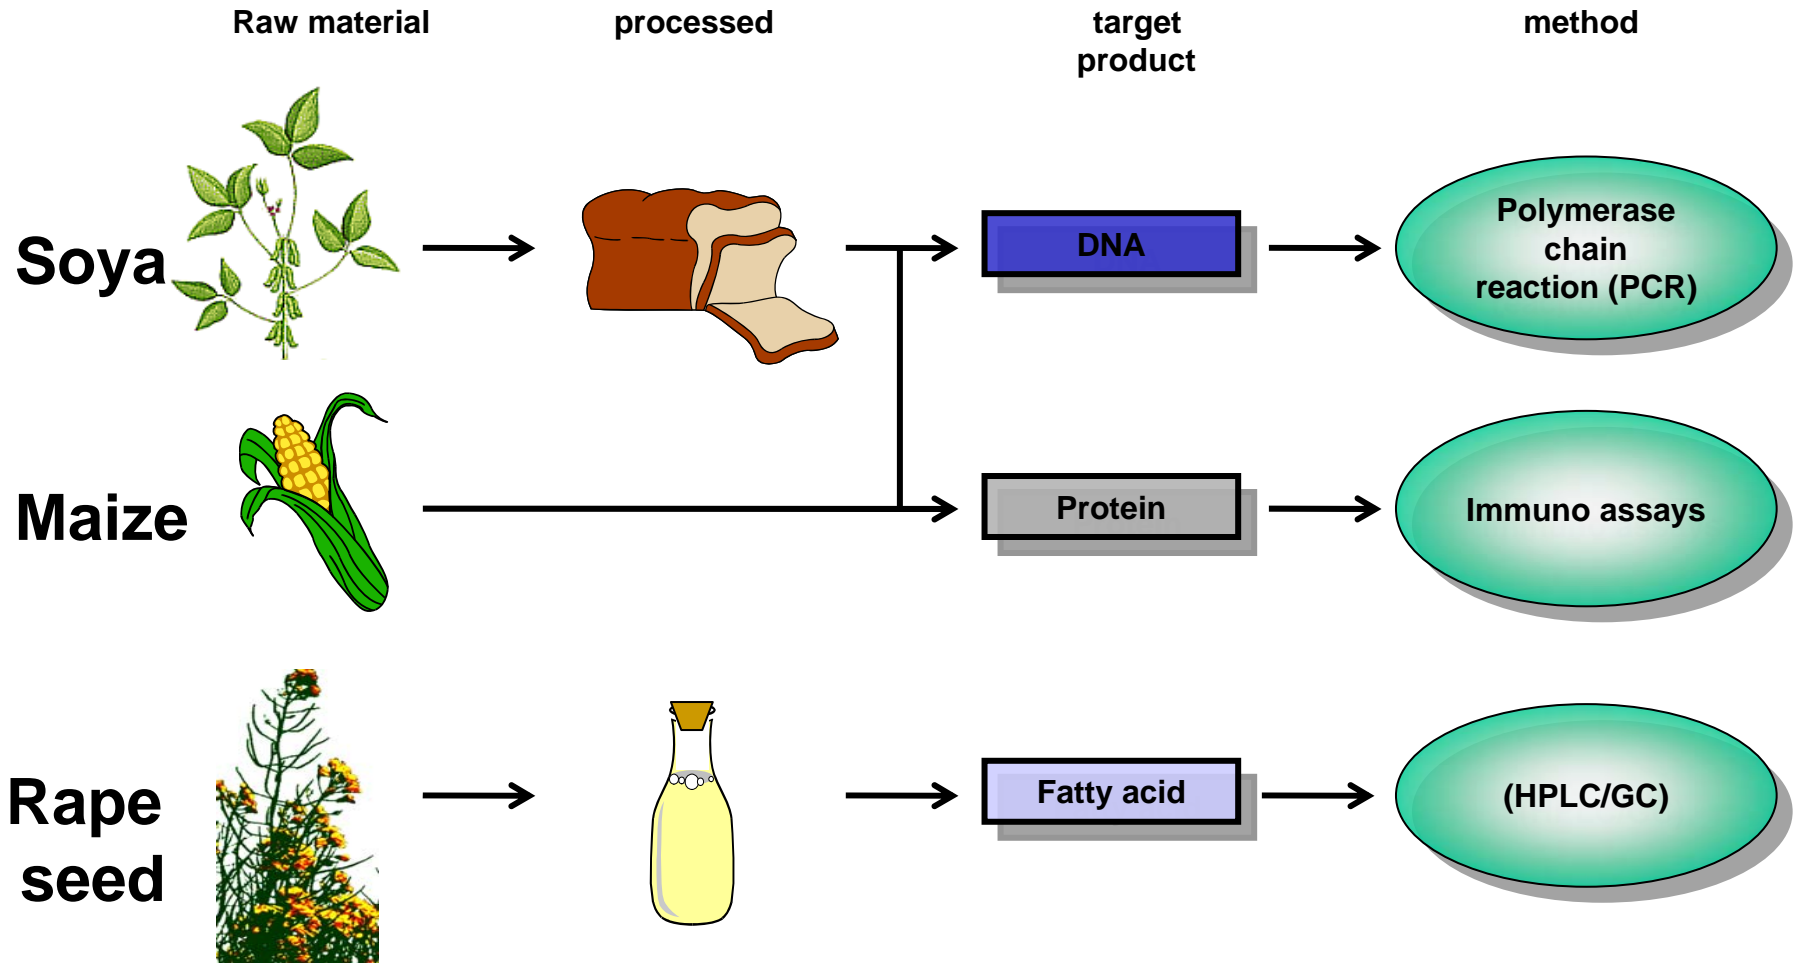 Raw material
processed
target
product
method
Soya
DNA
Polymerase
chain
reaction (PCR)
Maize
Protein
Immuno assays
Rape
seed
Fatty acid
(HPLC/GC)